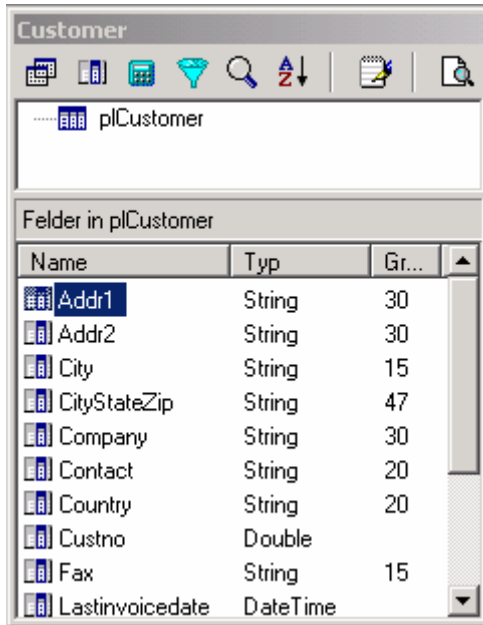 Customer
A Z
plCustomer
Felder in plCustomer
Name Typ Gr...
Addr1 String 30
Addr2 String 30
City String 15
CityStateZip String 47
Company String 30
Contact String 20
Country String 20
Custno Double
Fax String 15
Lastinvoicedate DateTime